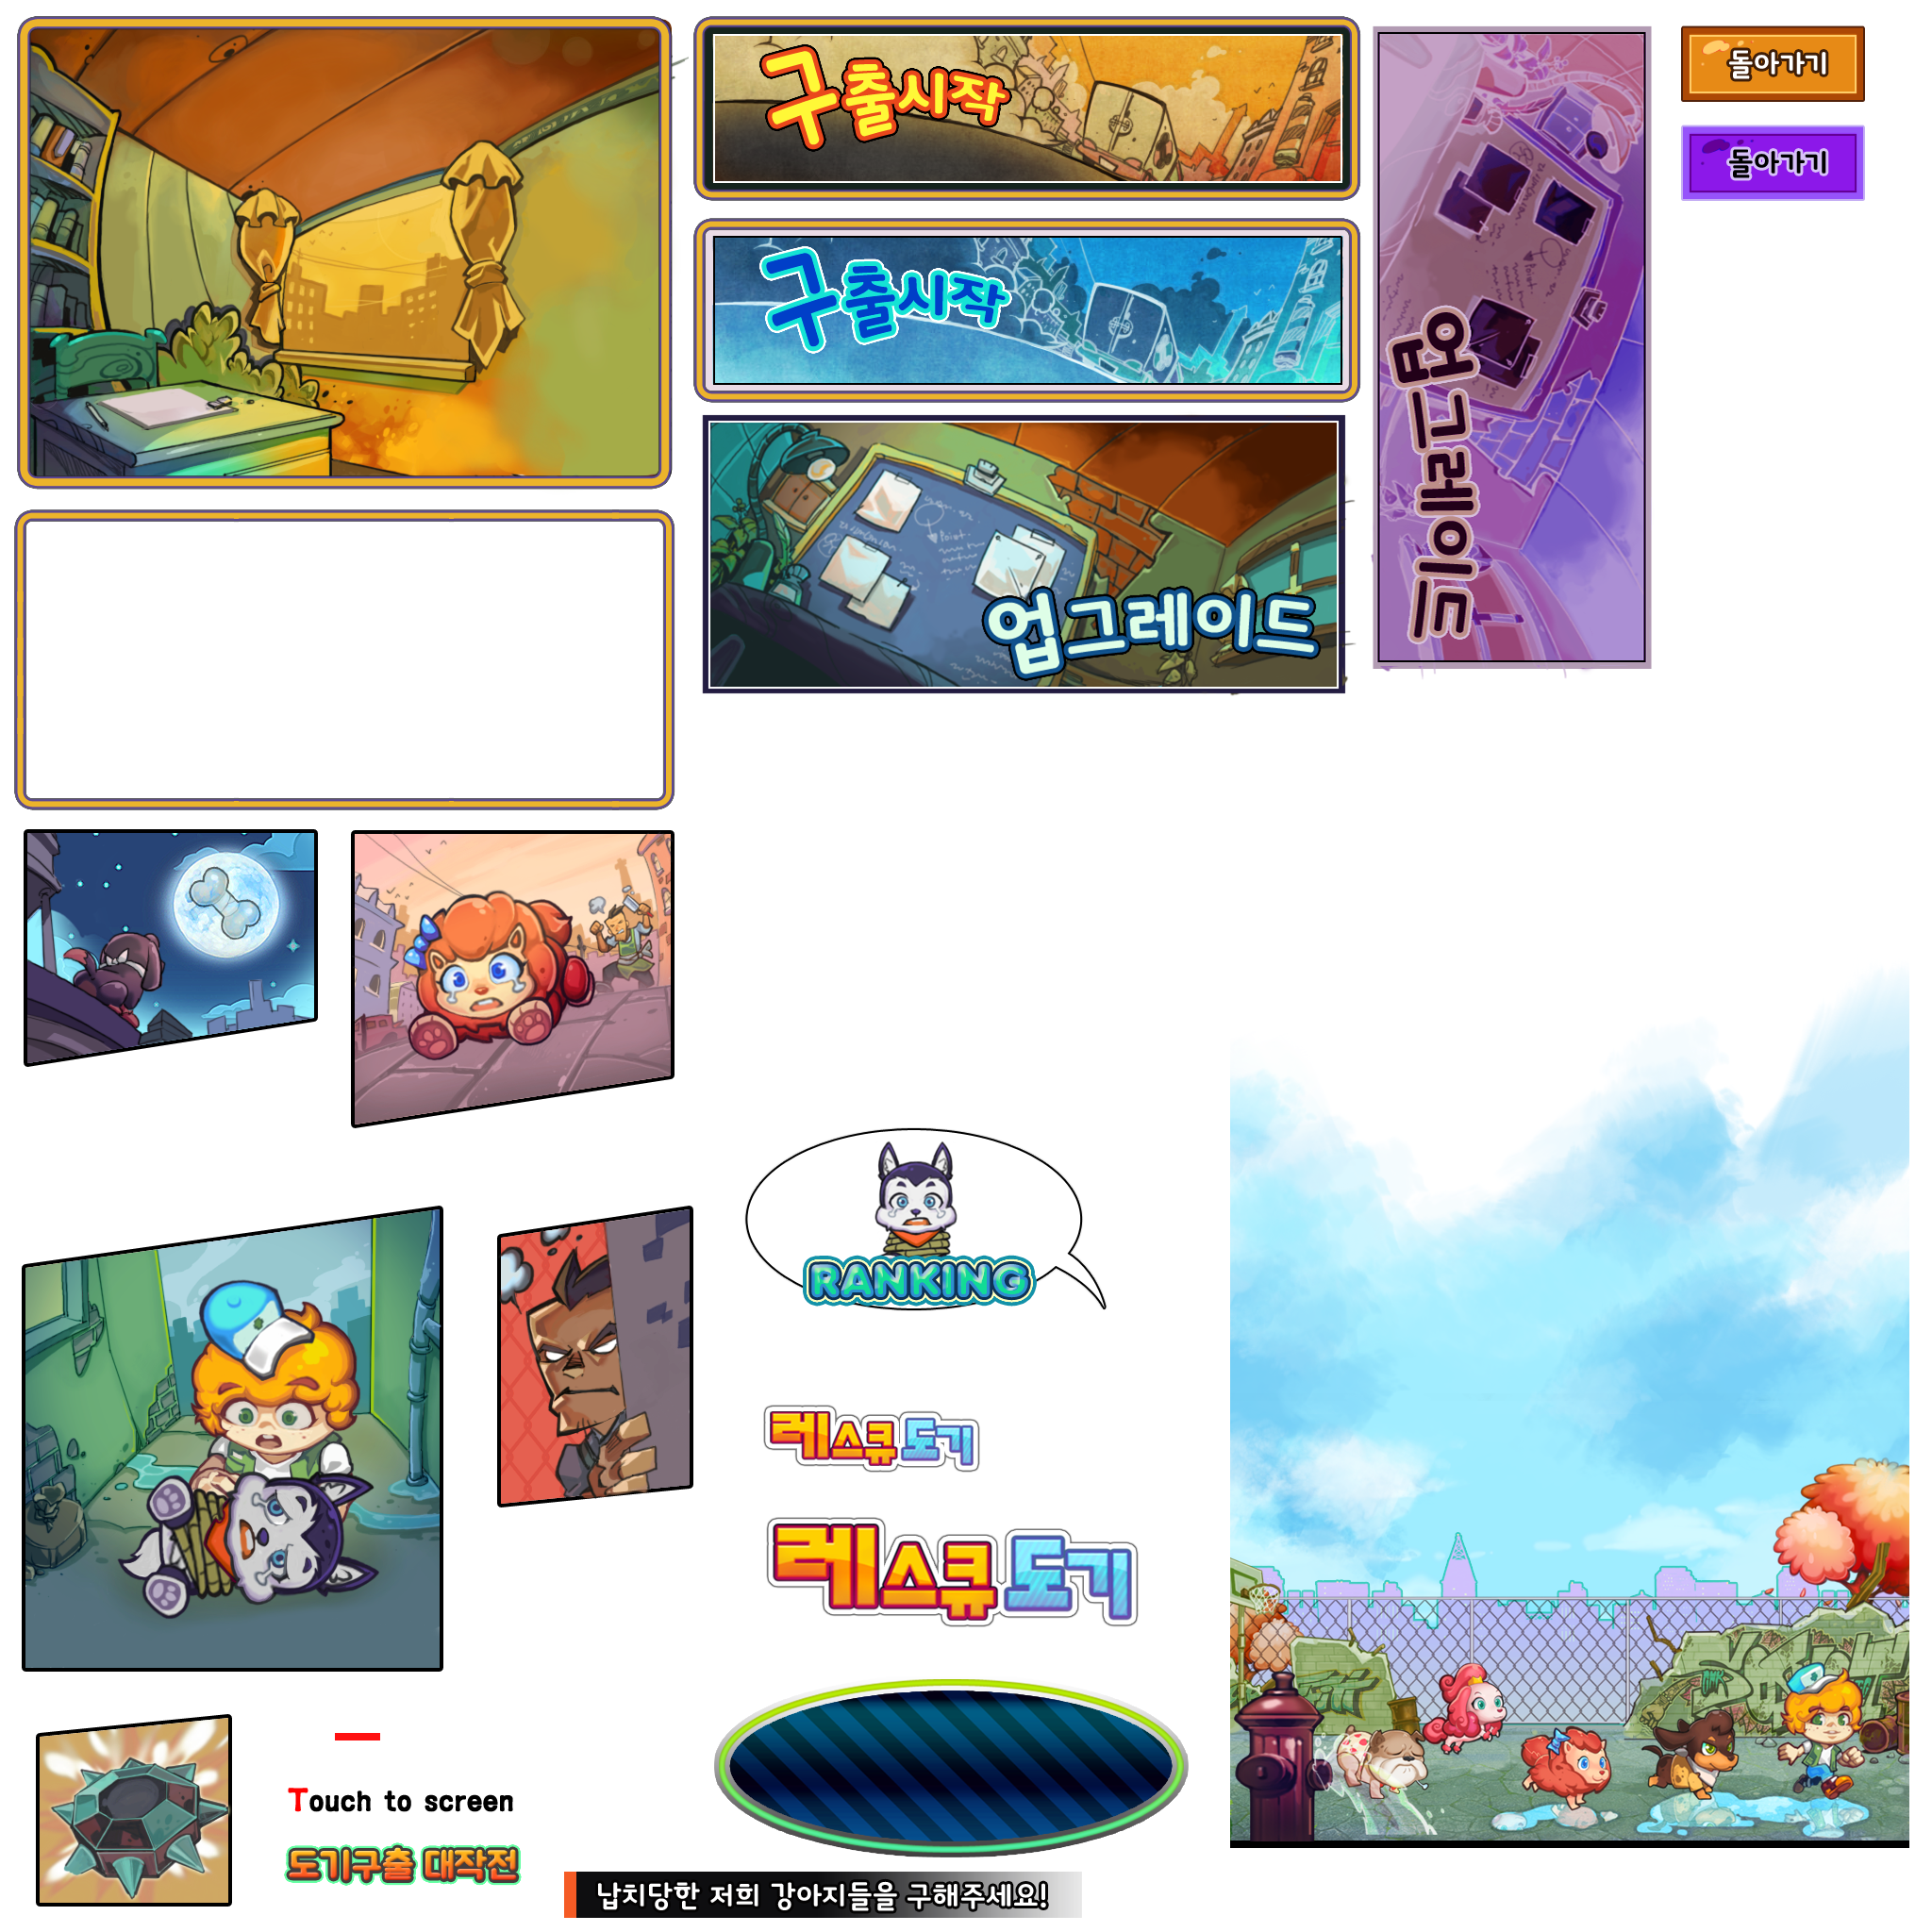 구출시작
돌아가기
돌아가기
구출시작
업그레이드
업그레이드
Point
RANKING
레스큐 도기
레스큐 도기
Touch to screen
도기구출 대작전
납치당한 저희 강아지들을 구해주세요!